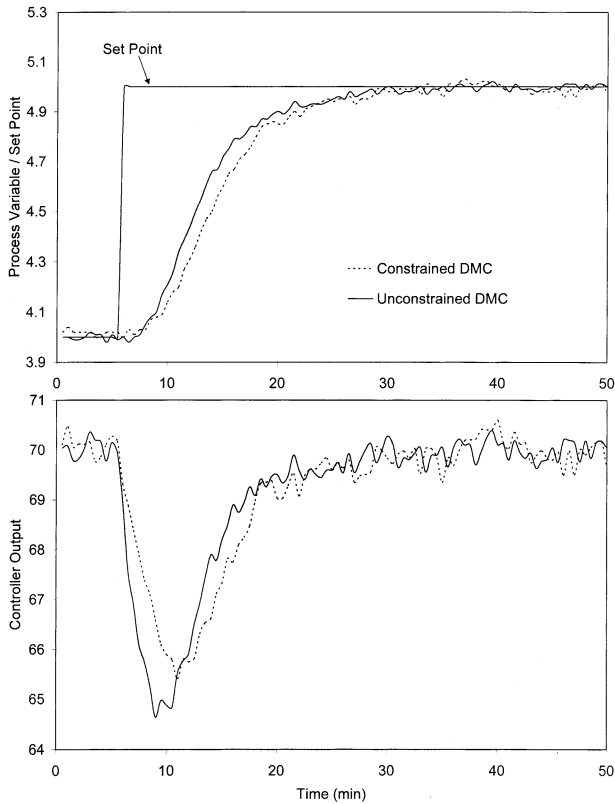 5.3
Set Point
5.1
4.9
4.7
4.5
4.3
4.1
3.9
Process Variable / Set Point
Constrained DMC
Unconstrained DMC
0 10 20 30 40 50
71
70
69
68
67
66
65
64
Controller Output
0 10 20 30 40 50
Time (min)